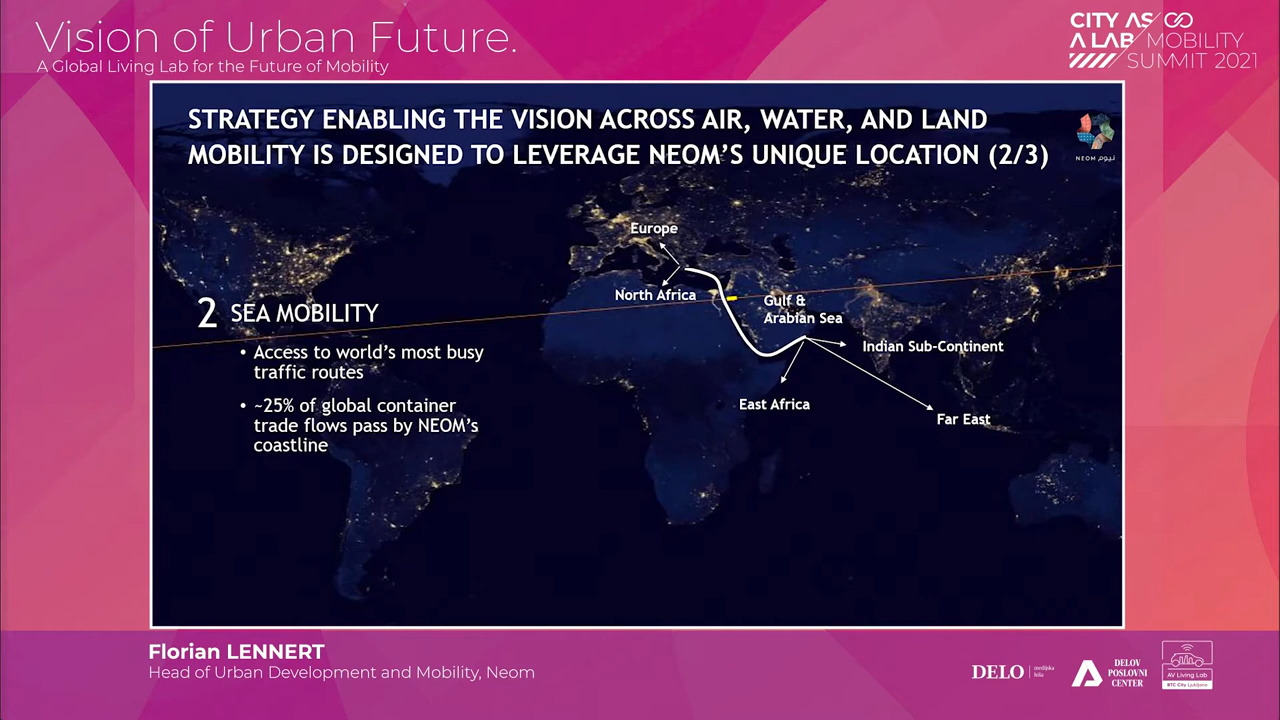 Vision of Urban Future.
A Global Living Lab for the Future of Mobility
CITY AS
A LAB / MOBILITY
SUMMIT 2021
STRATEGY ENABLING THE VISION ACROSS AIR, WATER, AND LAND
MOBILITY IS DESIGNED TO LEVERAGE NEOM'S UNIQUE LOCATION (2/3)
NEOM نيوم
Europe
North Africa
Gulf &
Arabian Sea
Indian Sub-Continent
East Africa
Far East
2 SEA MOBILITY
• Access to world's most busy
traffic routes
• ~25% of global container
trade flows pass by NEOM's
coastline
Florian LENNERT
Head of Urban Development and Mobility, Neom
DELO medijska
hiša
DELOV
POSLOVNI
CENTER
AV Living Lab
BTC City Ljubljana